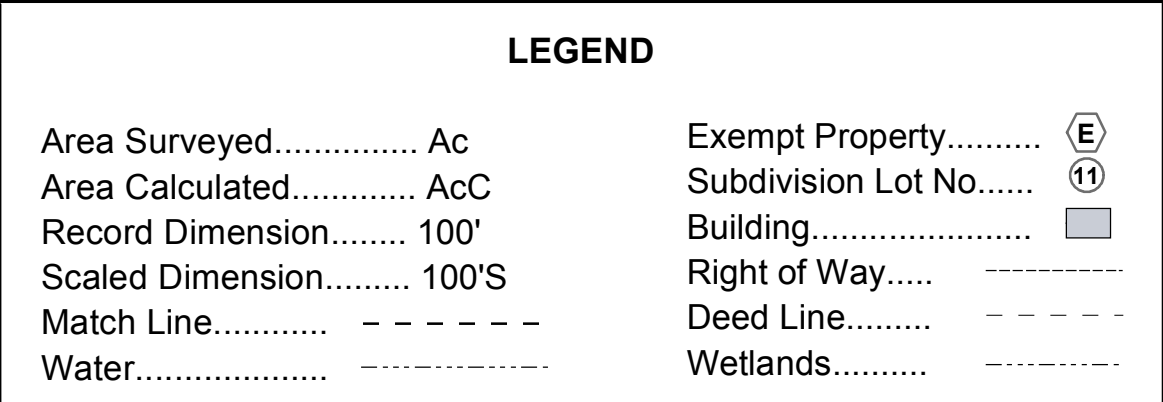 LEGEND
Area Surveyed............... Ac
Area Calculated............. AcC
Record Dimension........ 100'
Scaled Dimension......... 100'S
Match Line............
Water....................
Exempt Property.......... E
Subdivision Lot No...... 11
Building.......................
Right of Way.....
Deed Line.........
Wetlands..........